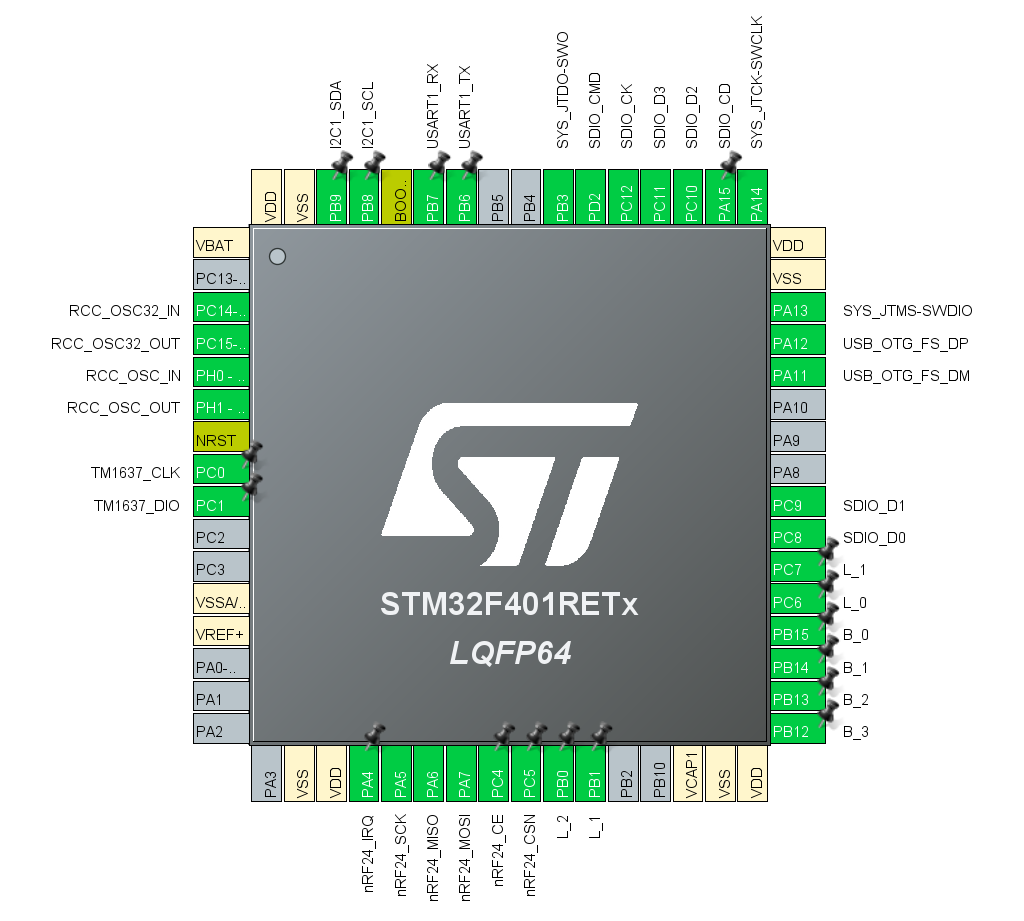 I2C1_SDA
I2C1_SCL
USART1_RX
USART1_TX
SYS_JTDO-SWO
SDIO_CMD
SDIO_CK
SDIO_D3
SDIO_D2
SDIO_CD
SYS_JTCK-SWCLK
VDD
VSS
PB9
PB8
BOO..
PB7
PB6
PB5
PB4
PB3
PD2
PC12
PC11
PC10
PA15
PA14
VBAT
PC13-..
RCC_OSC32_IN PC14-..
RCC_OSC32_OUT PC15-..
RCC_OSC_IN PH0 - ..
RCC_OSC_OUT PH1 - ..
NRST
TM1637_CLK PC0
TM1637_DIO PC1
PC2
PC3
VSSA/..
VREF+
PA0-..
PA1
PA2
VDD
VSS
PA13 SYS_JTMS-SWDIO
PA12 USB_OTG_FS_DP
PA11 USB_OTG_FS_DM
PA10
PA9
PA8
PC9 SDIO_D1
PC8 SDIO_D0
PC7 L_1
PC6 L_0
PB15 B_0
PB14 B_1
PB13 B_2
PB12 B_3
ST
STM32F401RETx
LQFP64
PA3
VSS
VDD
PA4
PA5
PA6
PA7
PC4
PC5
PB0
PB1
PB2
PB10
VCAP1
VSS
VDD
nRF24_IRQ
nRF24_SCK
nRF24_MISO
nRF24_MOSI
nRF24_CE
nRF24_CSN
L_2
L_1